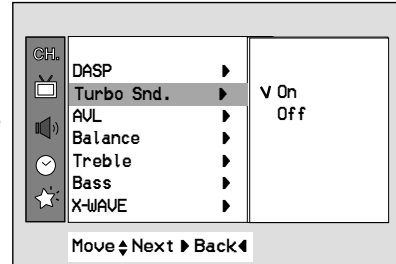 CH.
DASP ▶
Turbo Snd. ▶ V On
AVL ▶ Off
Balance ▶
Treble ▶
Bass ▶
X-WAVE ▶
Move ▲▼ Next ▶ Back ◀